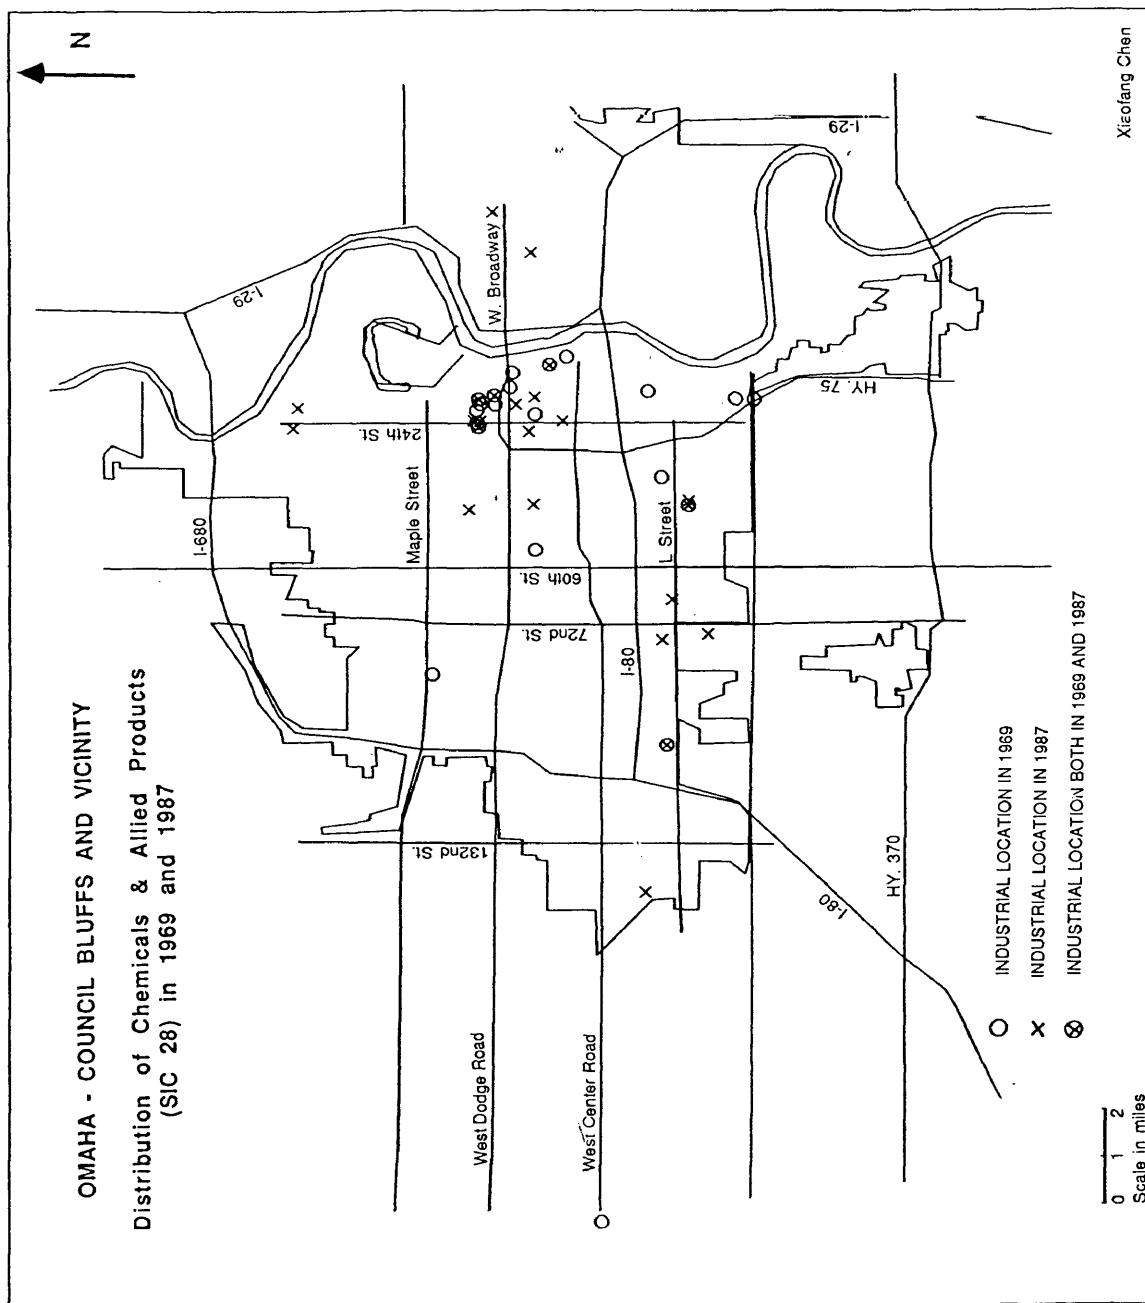 OMAHA - COUNCIL BLUFFS AND VICINITY
Distribution of Chemicals & Allied Products
(SIC 28) in 1969 and 1987
N
I-29
I-680
W. Broadway
24th St.
Maple Street
60th St.
72nd St.
I-80
L Street
HY. 75
I-29
132nd St.
West Dodge Road
West Center Road
I-80
HY. 370
INDUSTRIAL LOCATION IN 1969
INDUSTRIAL LOCATION IN 1987
INDUSTRIAL LOCATION BOTH IN 1969 AND 1987
0 1 2
Scale in miles
Xiaofang Chen